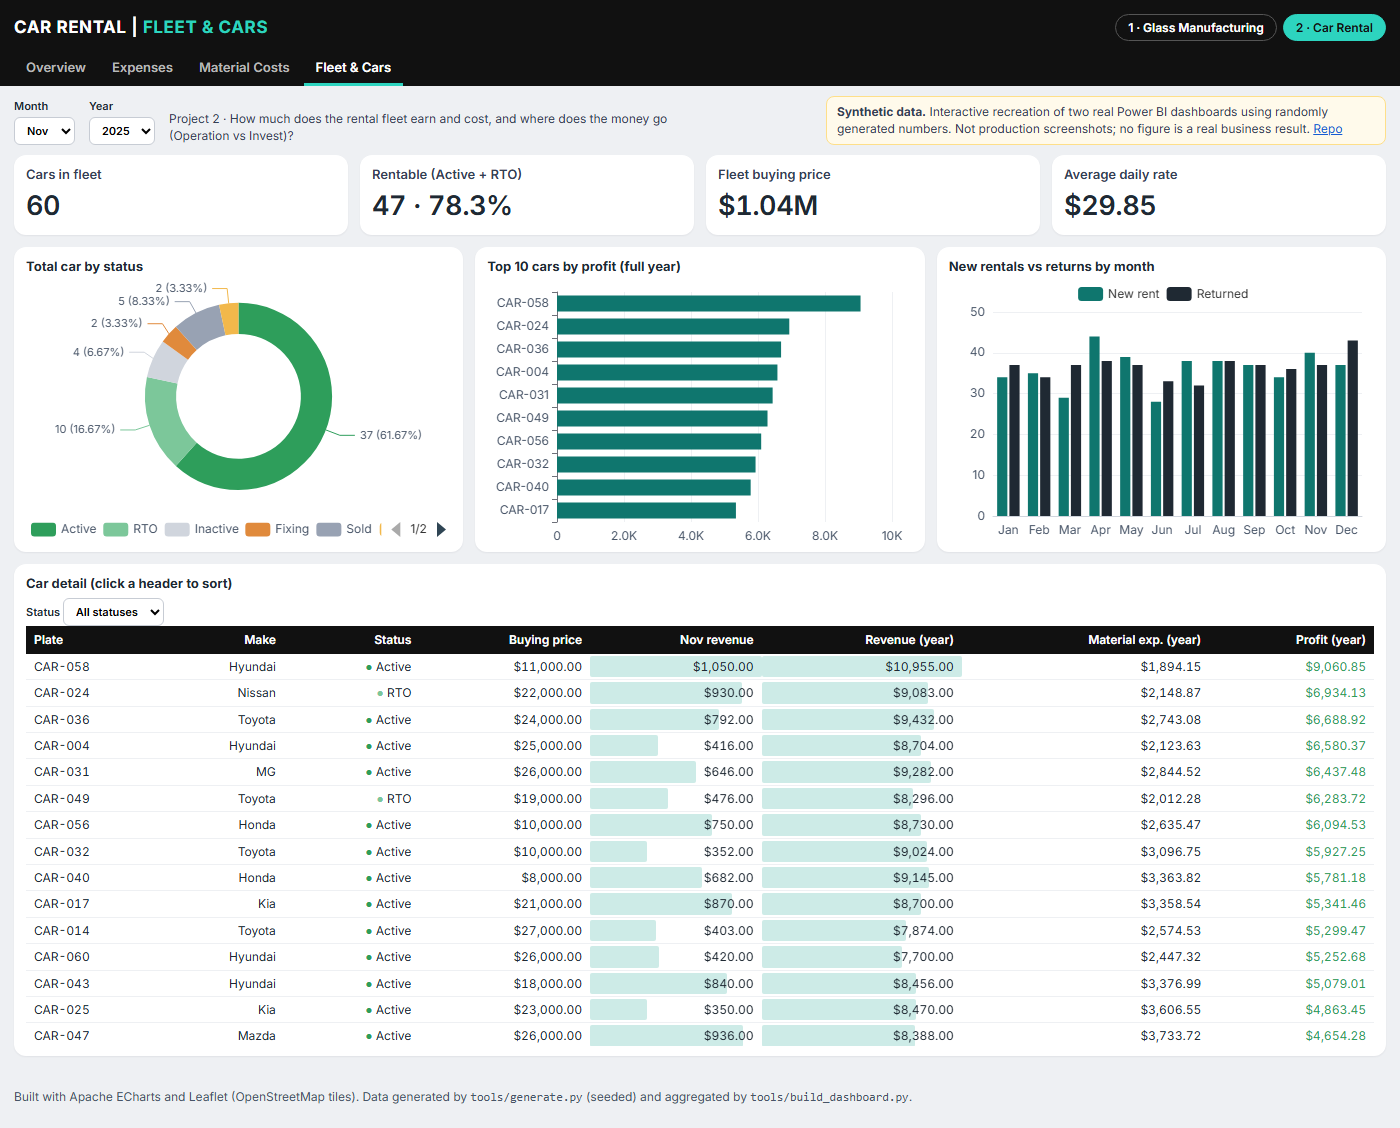 CAR RENTAL | FLEET & CARS
1 · Glass Manufacturing
2 · Car Rental
Overview
Expenses
Material Costs
Fleet & Cars
Month
Year
Nov
2025
Project 2 · How much does the rental fleet earn and cost, and where does the money go
(Operation vs Invest)?
Synthetic data. Interactive recreation of two real Power BI dashboards using randomly
generated numbers. Not production screenshots; no figure is a real business result. Repo
Cars in fleet
60
Rentable (Active + RTO)
47 · 78.3%
Fleet buying price
$1.04M
Average daily rate
$29.85
Total car by status
2 (3.33%)
5 (8.33%)
2 (3.33%)
4 (6.67%)
10 (16.67%)
37 (61.67%)
Active
RTO
Inactive
Fixing
Sold
1/2
Top 10 cars by profit (full year)
CAR-058
CAR-024
CAR-036
CAR-004
CAR-031
CAR-049
CAR-056
CAR-032
CAR-040
CAR-017
0 2.0K 4.0K 6.0K 8.0K 10K
New rentals vs returns by month
New rent
Returned
50
40
30
20
10
0
Jan Feb Mar Apr May Jun Jul Aug Sep Oct Nov Dec
Car detail (click a header to sort)
Status All statuses
Plate Make Status Buying price Nov revenue Revenue (year) Material exp. (year) Profit (year)
CAR-058 Hyundai Active $11,000.00 $1,050.00 $10,955.00 $1,894.15 $9,060.85
CAR-024 Nissan RTO $22,000.00 $930.00 $9,083.00 $2,148.87 $6,934.13
CAR-036 Toyota Active $24,000.00 $792.00 $9,432.00 $2,743.08 $6,688.92
CAR-004 Hyundai Active $25,000.00 $416.00 $8,704.00 $2,123.63 $6,580.37
CAR-031 MG Active $26,000.00 $646.00 $9,282.00 $2,844.52 $6,437.48
CAR-049 Toyota RTO $19,000.00 $476.00 $8,296.00 $2,012.28 $6,283.72
CAR-056 Honda Active $10,000.00 $750.00 $8,730.00 $2,635.47 $6,094.53
CAR-032 Toyota Active $10,000.00 $352.00 $9,024.00 $3,096.75 $5,927.25
CAR-040 Honda Active $8,000.00 $682.00 $9,145.00 $3,363.82 $5,781.18
CAR-017 Kia Active $21,000.00 $870.00 $8,700.00 $3,358.54 $5,341.46
CAR-014 Toyota Active $27,000.00 $403.00 $7,874.00 $2,574.53 $5,299.47
CAR-060 Hyundai Active $26,000.00 $420.00 $7,700.00 $2,447.32 $5,252.68
CAR-043 Hyundai Active $18,000.00 $840.00 $8,456.00 $3,376.99 $5,079.01
CAR-025 Kia Active $23,000.00 $350.00 $8,470.00 $3,606.55 $4,863.45
CAR-047 Mazda Active $26,000.00 $936.00 $8,388.00 $3,733.72 $4,654.28
Built with Apache ECharts and Leaflet (OpenStreetMap tiles). Data generated by tools/generate.py (seeded) and aggregated by tools/build_dashboard.py.